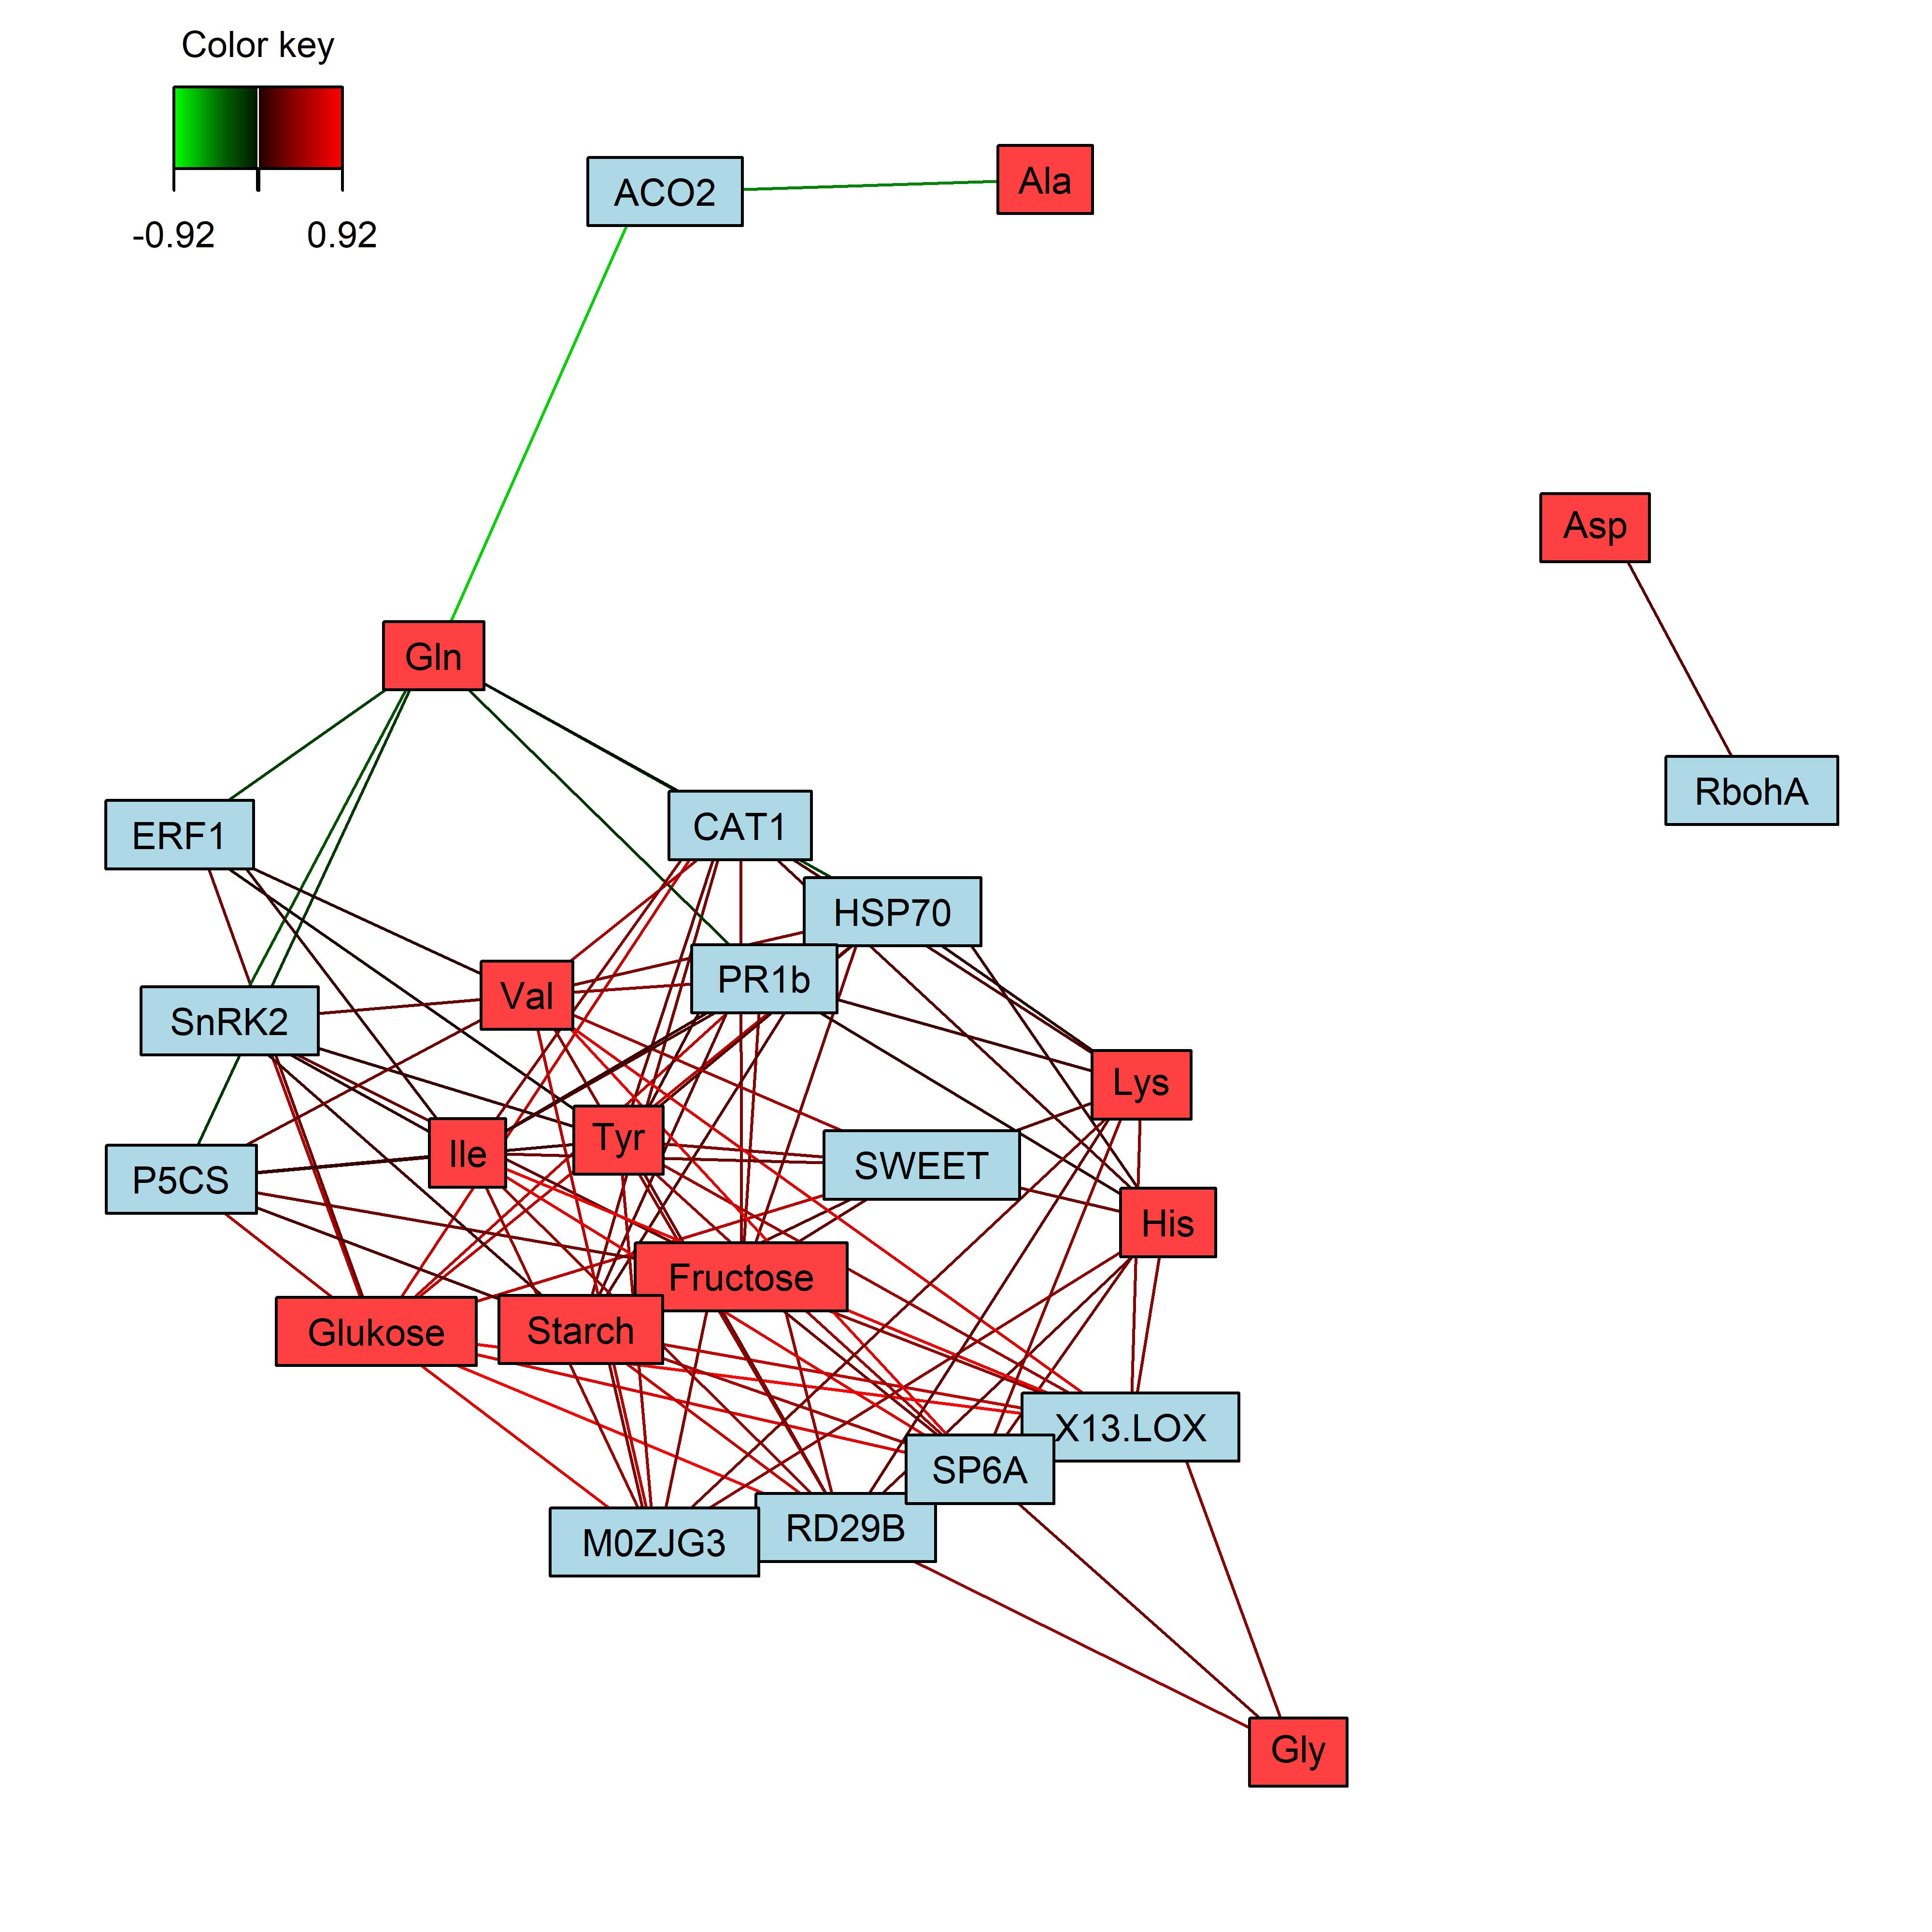 Color key
-0.92 0.92
ACO2
Ala
Asp
Gln
RbohA
CAT1
ERF1
HSP70
PR1b
Val
SnRK2
Lys
Tyr
Ile
SWEET
P5CS
His
Fructose
Starch
Glukose
X13.LOX
SP6A
RD29B
M0ZJG3
Gly